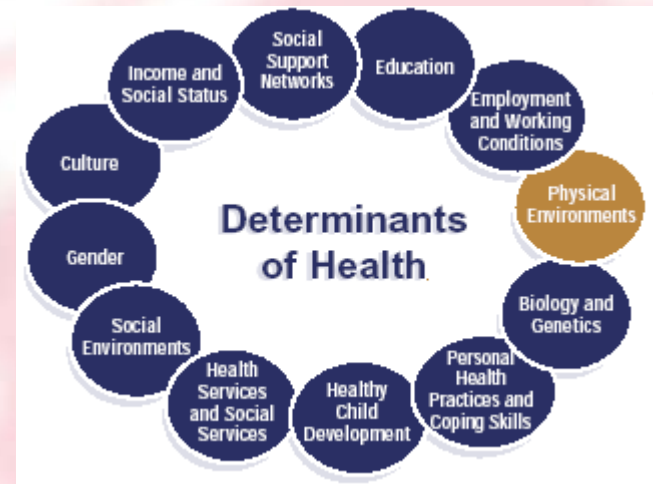 Social
Support
Networks
Education
Employment
and Working
Conditions
Physical
Environments
Biology and
Genetics
Personal
Health
Practices and
Coping Skills
Healthy
Child
Development
Health
Services
and Social
Services
Social
Environments
Gender
Culture
Income and
Social Status
Determinants
of Health